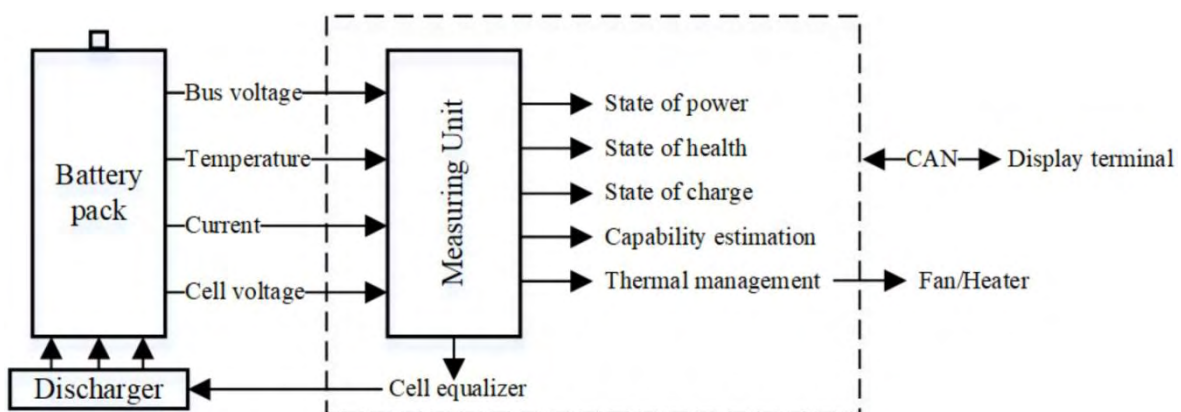 Battery
pack
Bus voltage
Temperature
Current
Cell voltage
Measuring Unit
State of power
State of health
State of charge
Capability estimation
Thermal management
CAN
Display terminal
Fan/Heater
Discharger
Cell equalizer